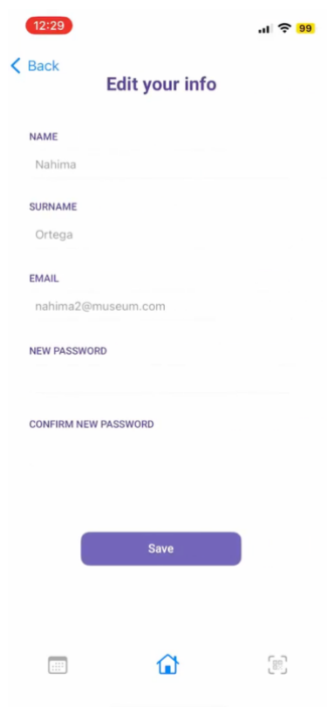 12:29
99
Back
Edit your info
NAME
Nahima
SURNAME
Ortega
EMAIL
nahima2@museum.com
NEW PASSWORD
CONFIRM NEW PASSWORD
Save